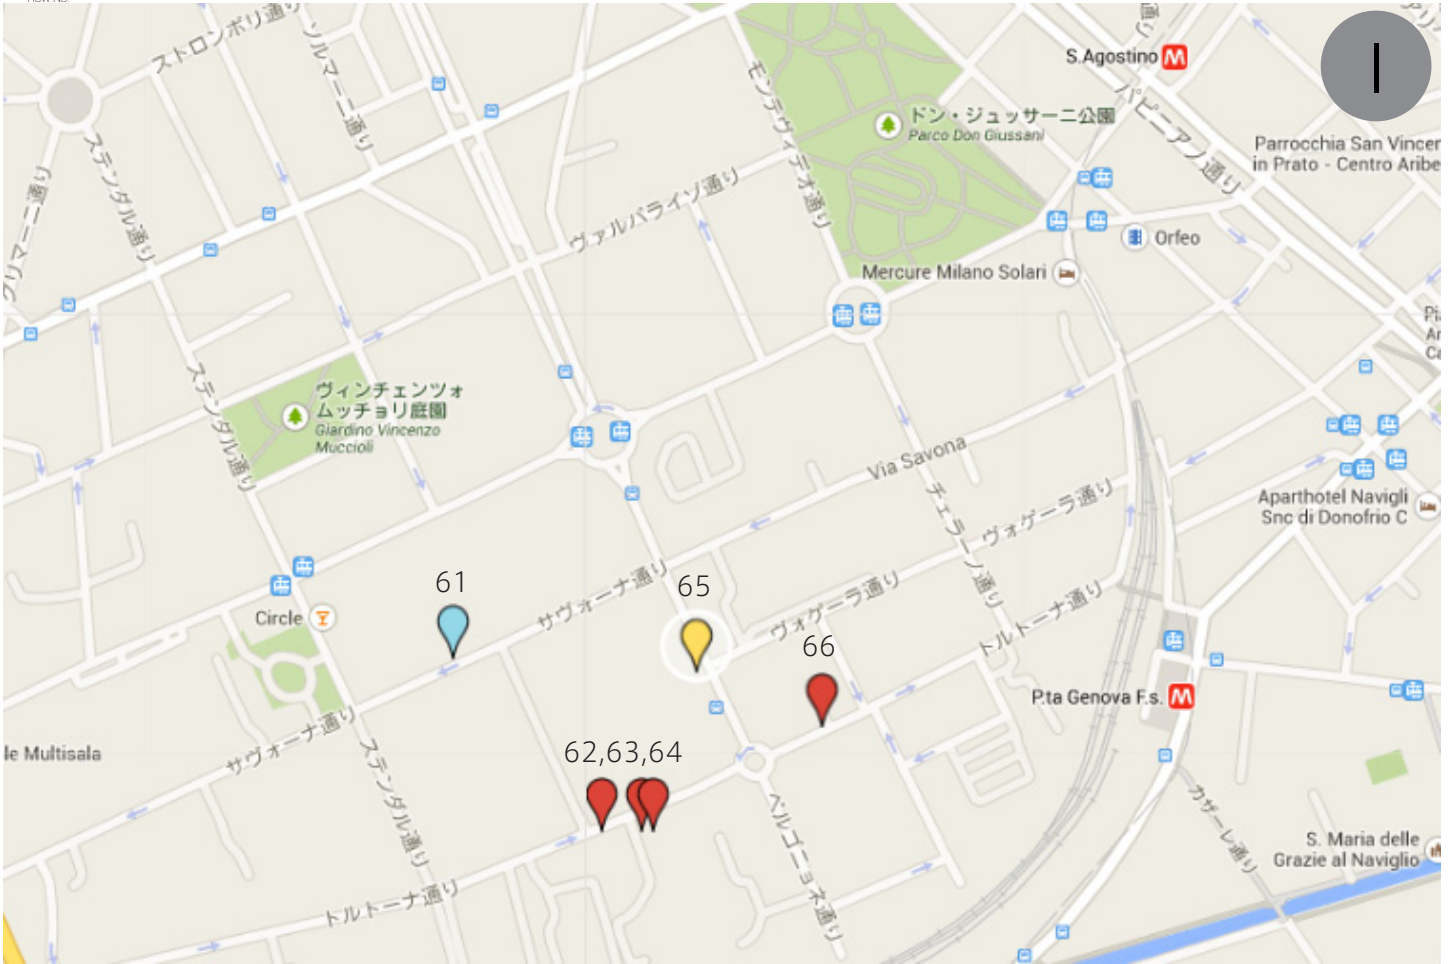 ストロンボリ通り
ソルマーニ通り
S.Agostino M
I
モンテヴィデオ通り
ドン・ジュッサーニ公園
Parco Don Giussani
パピニアノ通り
Parrocchia San Vincen
in Prato - Centro Aribe
ステンダル通り
ヴァルパライソ通り
Orfeo
Mercure Milano Solari
ヴィンチェンツォ
ムッチョリ庭園
Giardino Vincenzo
Muccioli
ステンダル通り
Via Savona
チェラーノ通り
ヴォゲーラ通り
Aparthotel Navigli
Snc di Donofrio C
61
65
サヴォーナ通り
ヴォゲーラ通り
トルトーナ通り
Circle
66
P.ta Genova F.s. M
62,63,64
サヴォーナ通り
le Multisala
ステンダル通り
ベルゴニョネ通り
カザーレ通り
S. Maria delle
Grazie al Naviglio
トルトーナ通り